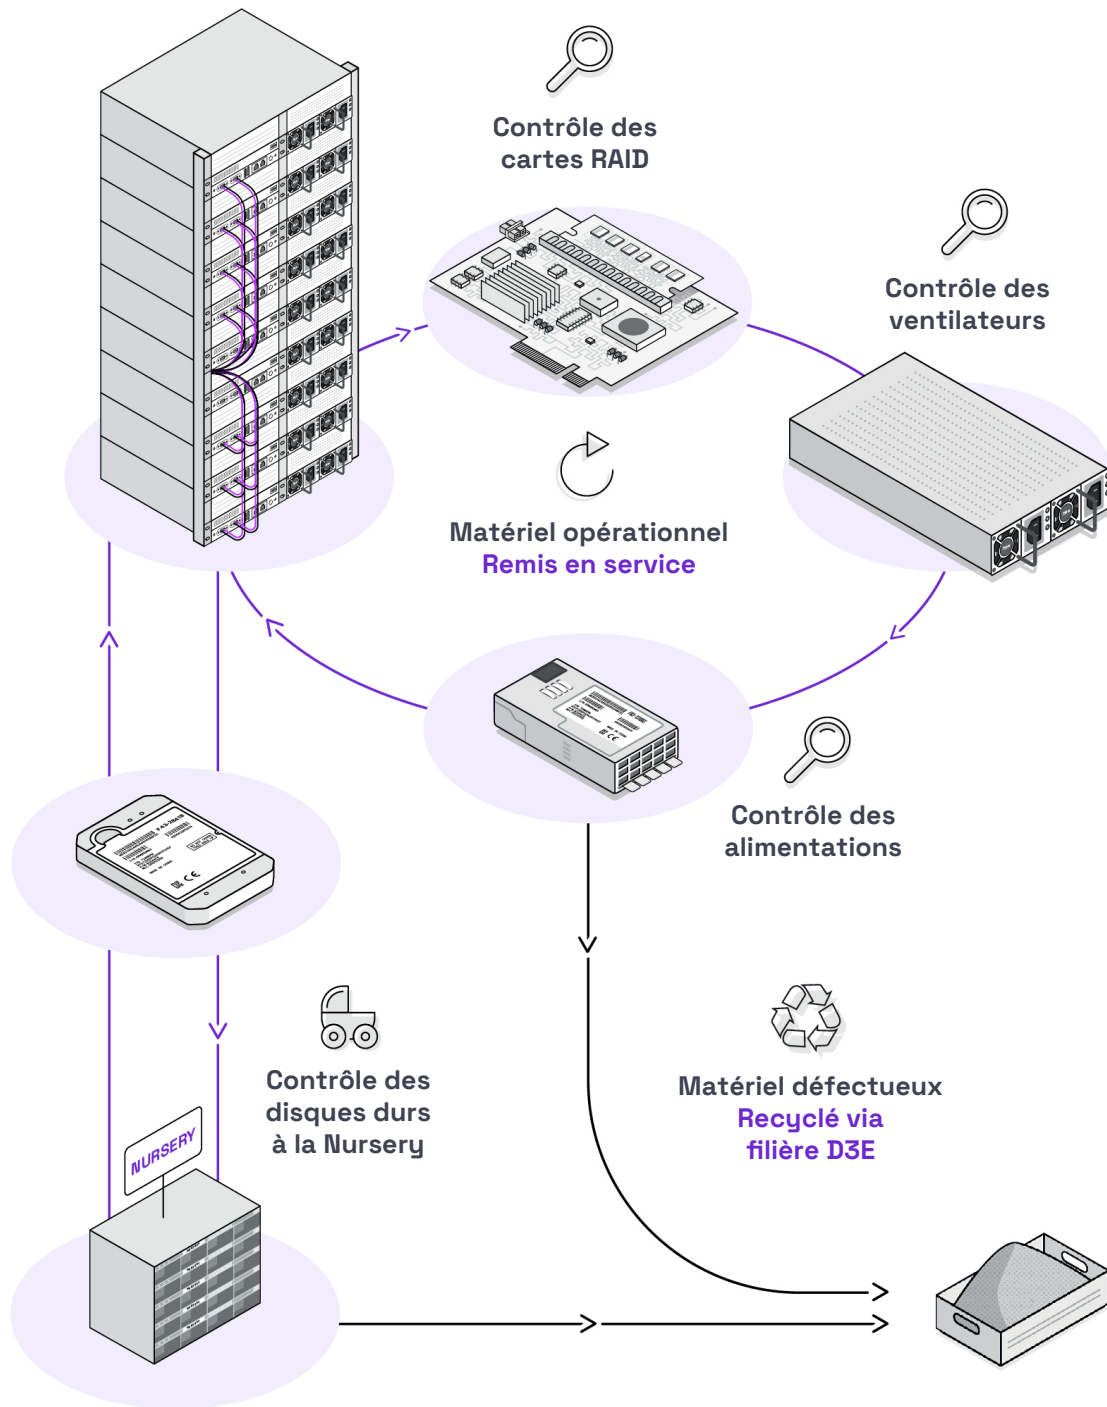 Contrôle des
cartes RAID
Contrôle des
ventilateurs
Matériel opérationnel
Remis en service
Contrôle des
alimentations
Contrôle des
disques durs
à la Nursery
Matériel défectueux
Recyclé via
filière D3E
NURSERY